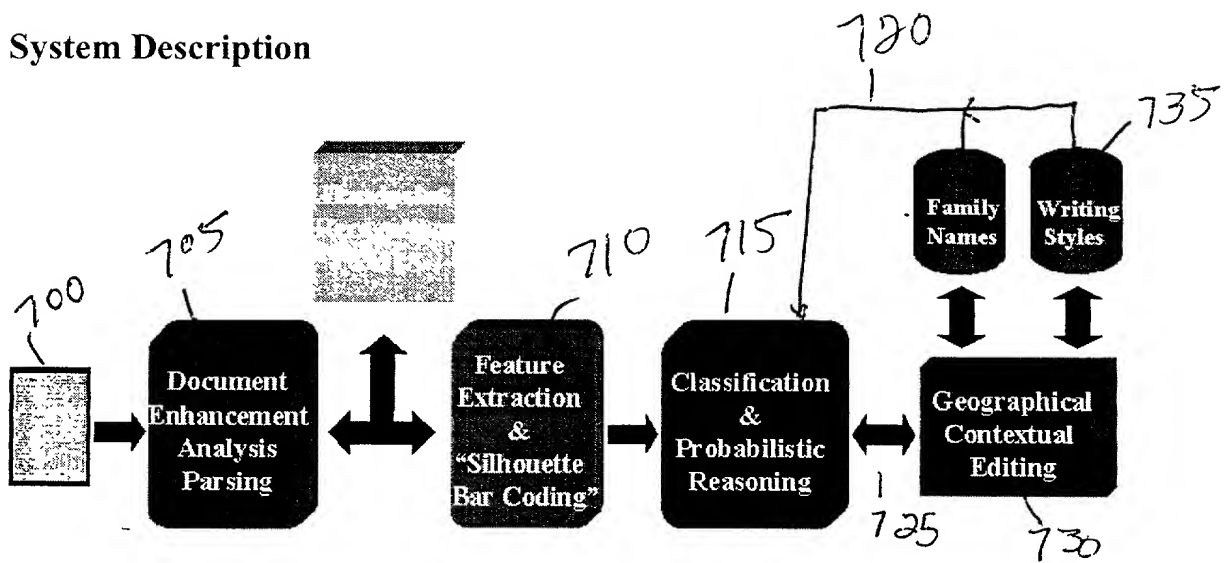 System Description
720
735
Family
Names
Writing
Styles
705
710
715
700
Document
Enhancement
Analysis
Parsing
Feature
Extraction
&
“Silhouette
Bar Coding”
Classification
&
Probabilistic
Reasoning
Geographical
Contextual
Editing
725
730